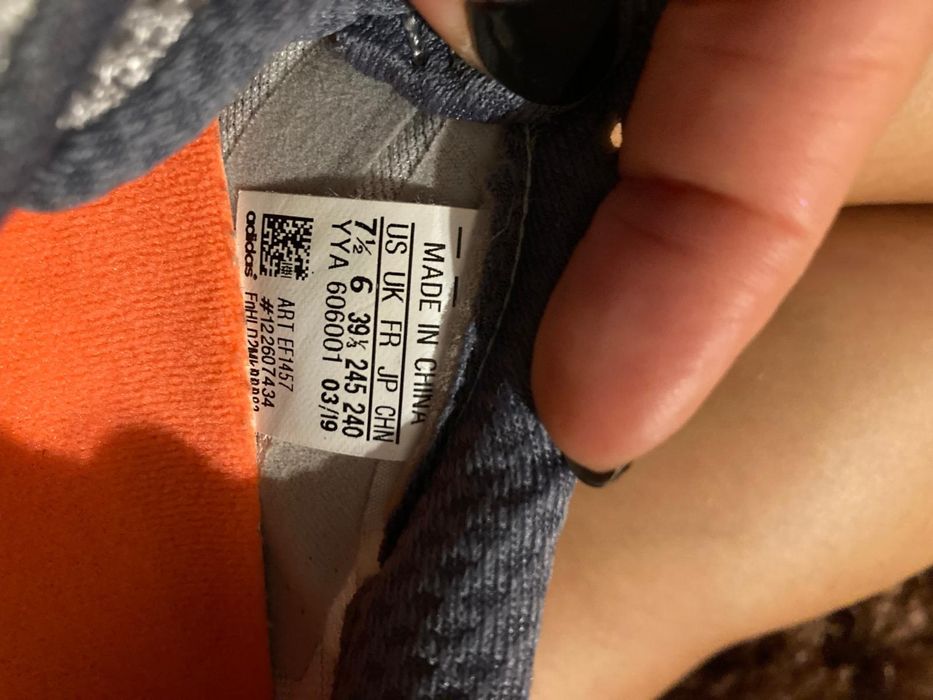 MADE IN CHINA
US UK FR JP CHN
7½ 6 39⅓ 245 240
YYA 606001 03/19
ART EF1457
#122607434
adidas